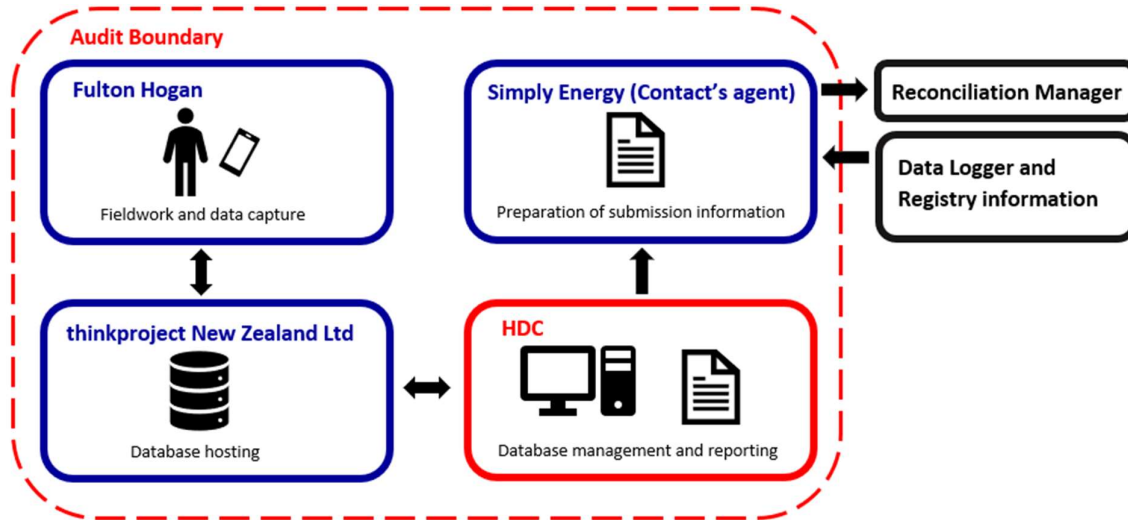 Audit Boundary
Fulton Hogan
Fieldwork and data capture
Simply Energy (Contact’s agent)
Preparation of submission information
Reconciliation Manager
Data Logger and
Registry information
thinkproject New Zealand Ltd
Database hosting
HDC
Database management and reporting